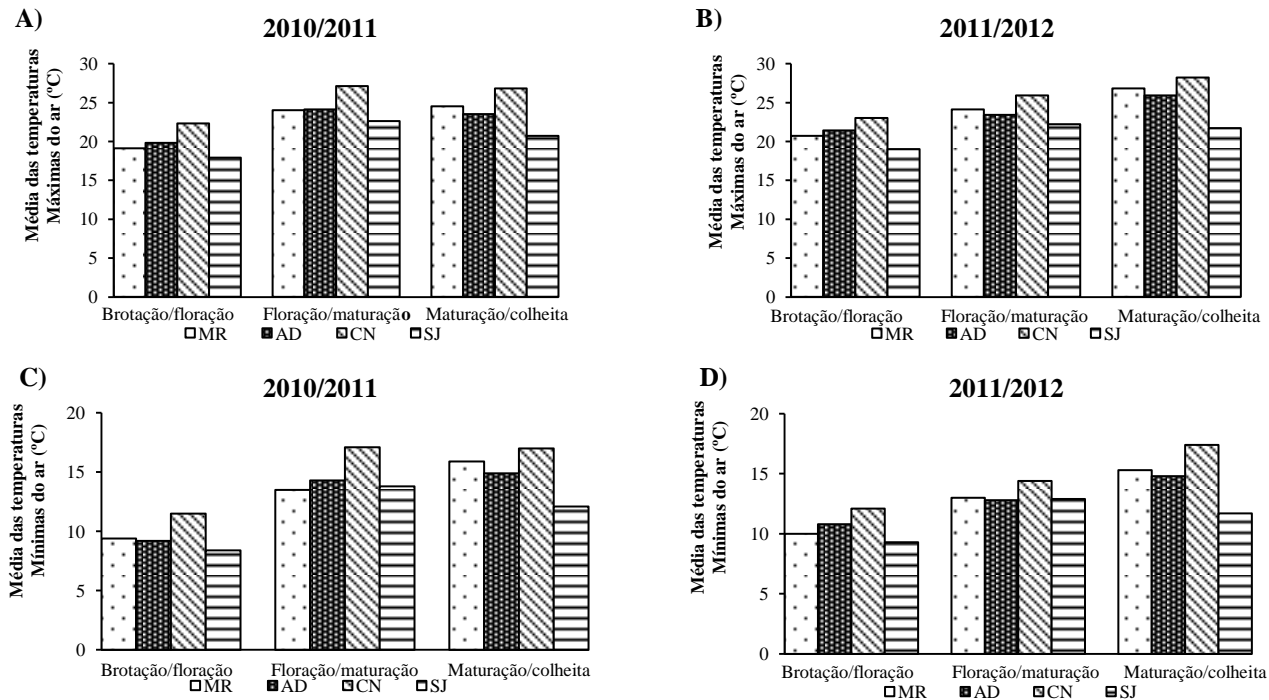 A)
2010/2011
Média das temperaturas
Máximas do ar (ºC)
30
25
20
15
10
5
0
Brotação/floração Floração/maturação Maturação/colheita
MR AD CN SJ
B)
2011/2012
Média das temperaturas
Máximas do ar (ºC)
30
25
20
15
10
5
0
Brotação/floração Floração/maturação Maturação/colheita
MR AD CN SJ
C)
2010/2011
Média das temperaturas
Mínimas do ar (ºC)
20
15
10
5
0
Brotação/floração Floração/maturação Maturação/colheita
MR AD CN SJ
D)
2011/2012
Média das temperaturas
Mínimas do ar (ºC)
20
15
10
5
0
Brotação/floração Floração/maturação Maturação/colheita
MR AD CN SJ